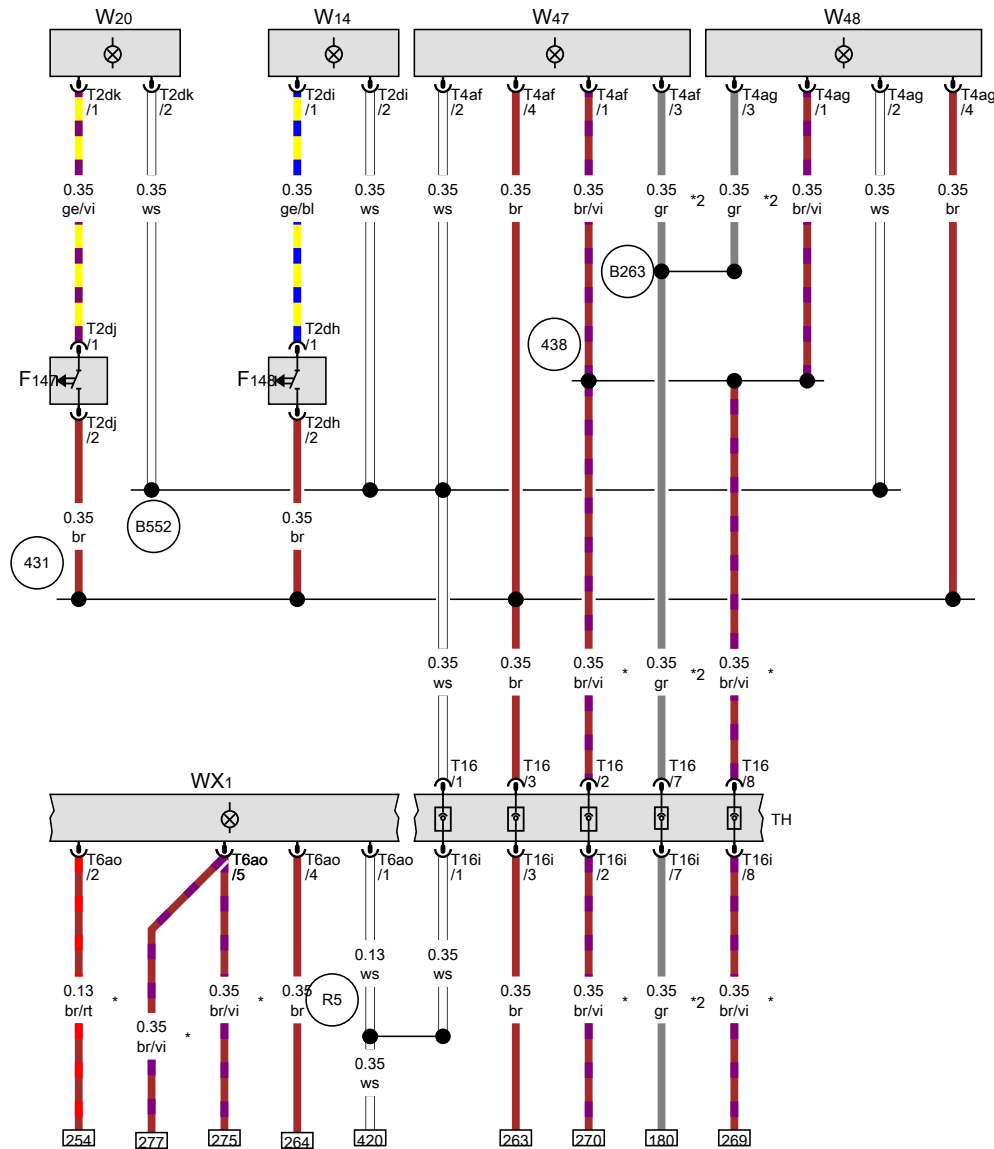 W20 W14 W47 W48
T2dk/1 T2dk/2 T2di/1 T2di/2 T4af/2 T4af/4 T4af/1 T4af/3 T4ag/3 T4ag/1 T4ag/2 T4ag/4
0.35 0.35 0.35 0.35 0.35 0.35 0.35 0.35 0.35 0.35 0.35 0.35
ge/vi ws ge/bl ws ws br br/vi gr *2 gr *2 br/vi ws br
B263
T2dj/1 T2dh/1 438
F147 F148
T2dj/2 T2dh/2
0.35 B552 0.35
br br
431
0.35 0.35 0.35 * 0.35 *2 0.35 *
ws br br/vi gr br/vi
WX1 T16/1 T16/3 T16/2 T16/7 T16/8
TH
T6ao/2 T6ao/5 T6ao/4 T6ao/1 T16i/1 T16i/3 T16i/2 T16i/7 T16i/8
0.13 0.35
ws ws
0.13 * 0.35 * 0.35 R5 0.35 0.35 * 0.35 *2 0.35 *
br/rt br/vi br br br/vi gr br/vi
0.35 *
br/vi
0.35
ws
254 277 275 264 420 263 270 180 269